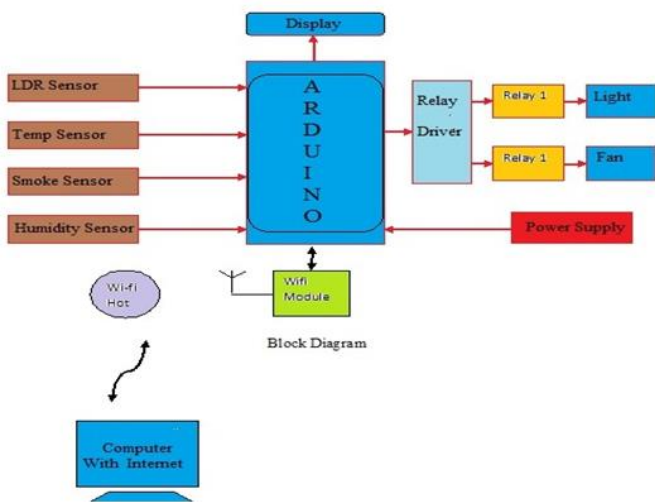 Display
LDR Sensor
Temp Sensor
Smoke Sensor
Humidity Sensor
ARDUINO
Relay
Driver
Relay 1
Light
Relay 1
Fan
Power Supply
Wi-fi
Hot
Wifi
Module
Block Diagram
Computer
With Internet